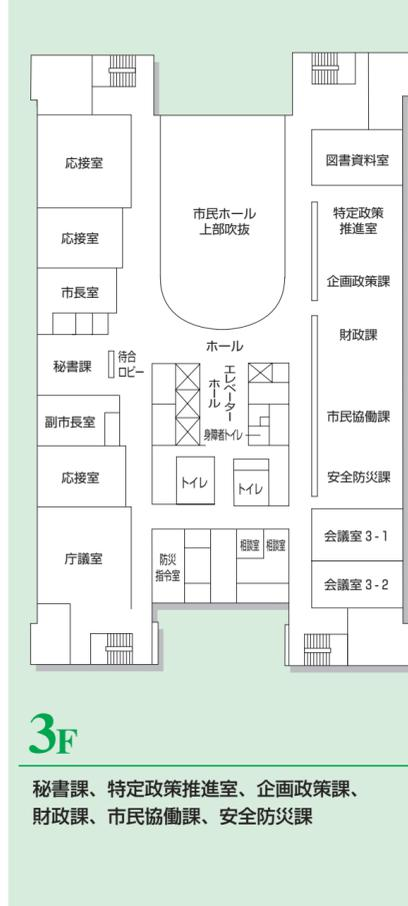 応接室
図書資料室
市民ホール
上部吹抜
特定政策
推進室
応接室
企画政策課
市長室
財政課
ホール
秘書課
待合
ロビー
エレベーター
ホール
副市長室
市民協働課
身障者トイレ
応接室
トイレ
トイレ
安全防災課
会議室 3 - 1
庁議室
防災
指令室
相談室
相談室
会議室 3 - 2
3F
秘書課、特定政策推進室、企画政策課、
財政課、市民協働課、安全防災課